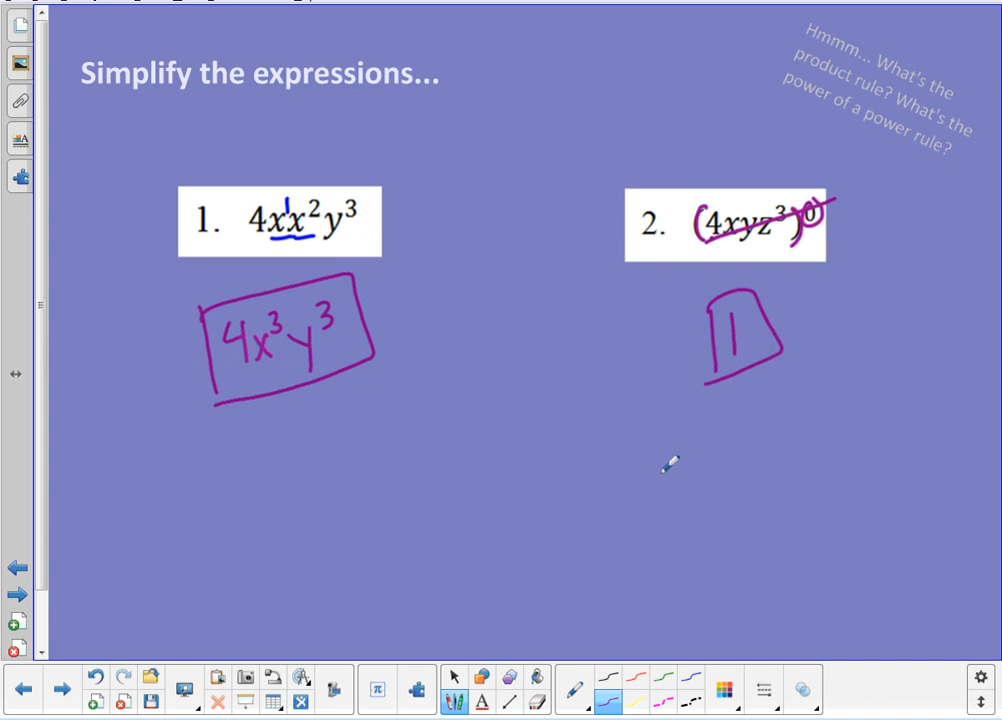 Simplify the expressions...
Hmmm... What's the
product rule? What's the
power of a power rule?
1. 4xx²y³
1
4x³y³
2. (4xyz³)⁰
1